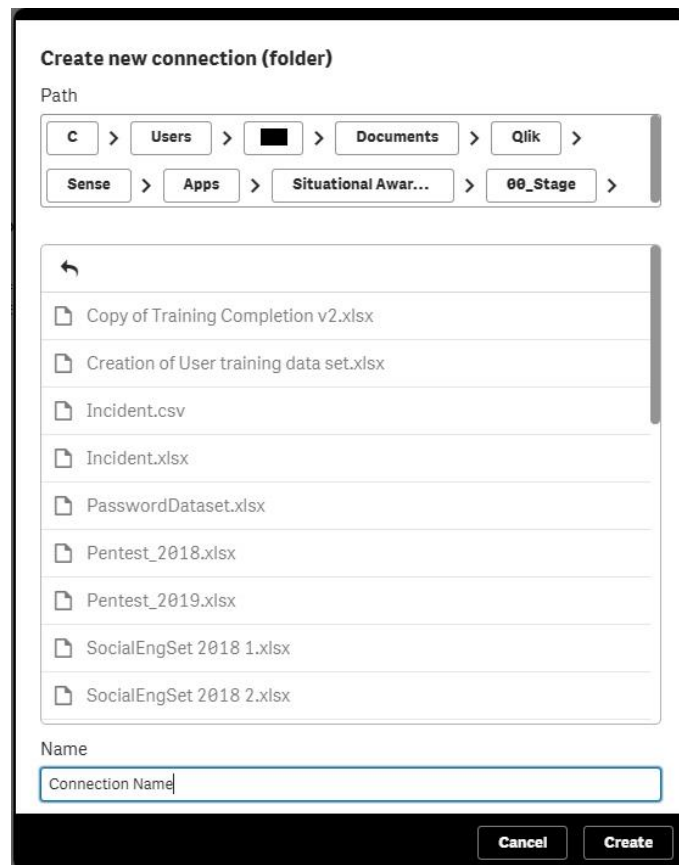 Create new connection (folder)
Path
C > Users > > Documents > Qlik >
Sense > Apps > Situational Awar... > 00_Stage >
Copy of Training Completion v2.xlsx
Creation of User training data set.xlsx
Incident.csv
Incident.xlsx
PasswordDataset.xlsx
Pentest_2018.xlsx
Pentest_2019.xlsx
SocialEngSet 2018 1.xlsx
SocialEngSet 2018 2.xlsx
Name
Connection Name
Cancel Create